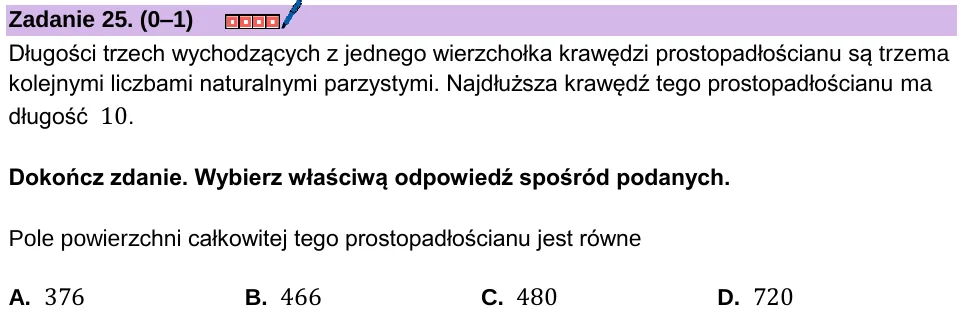 Zadanie 25. (0–1)
Długości trzech wychodzących z jednego wierzchołka krawędzi prostopadłościanu są trzema
kolejnymi liczbami naturalnymi parzystymi. Najdłuższa krawędź tego prostopadłościanu ma
długość 10.
Dokończ zdanie. Wybierz właściwą odpowiedź spośród podanych.
Pole powierzchni całkowitej tego prostopadłościanu jest równe
A. 376 B. 466 C. 480 D. 720